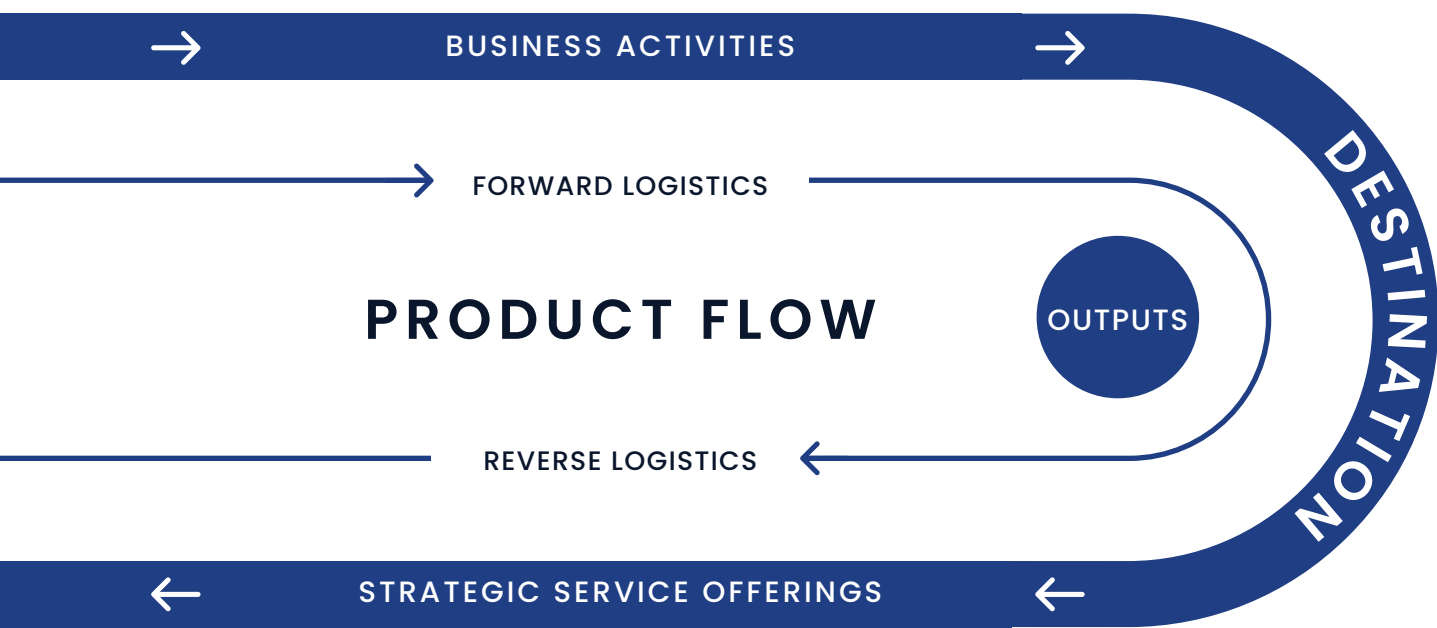 BUSINESS ACTIVITIES
FORWARD LOGISTICS
PRODUCT FLOW
OUTPUTS
DESTINATION
REVERSE LOGISTICS
STRATEGIC SERVICE OFFERINGS